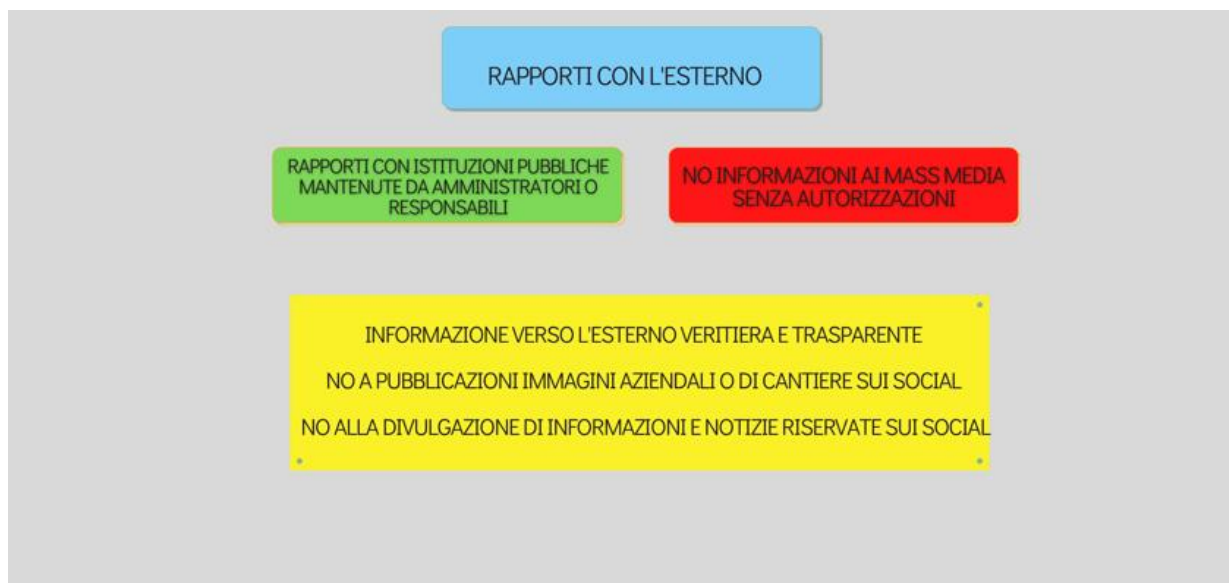 RAPPORTI CON L'ESTERNO
RAPPORTI CON ISTITUZIONI PUBBLICHE
MANTENUTE DA AMMINISTRATORI O
RESPONSABILI
NO INFORMAZIONI AI MASS MEDIA
SENZA AUTORIZZAZIONI
INFORMAZIONE VERSO L'ESTERNO VERITIERA E TRASPARENTE
NO A PUBBLICAZIONI IMMAGINI AZIENDALI O DI CANTIERE SUI SOCIAL
NO ALLA DIVULGAZIONE DI INFORMAZIONI E NOTIZIE RISERVATE SUI SOCIAL